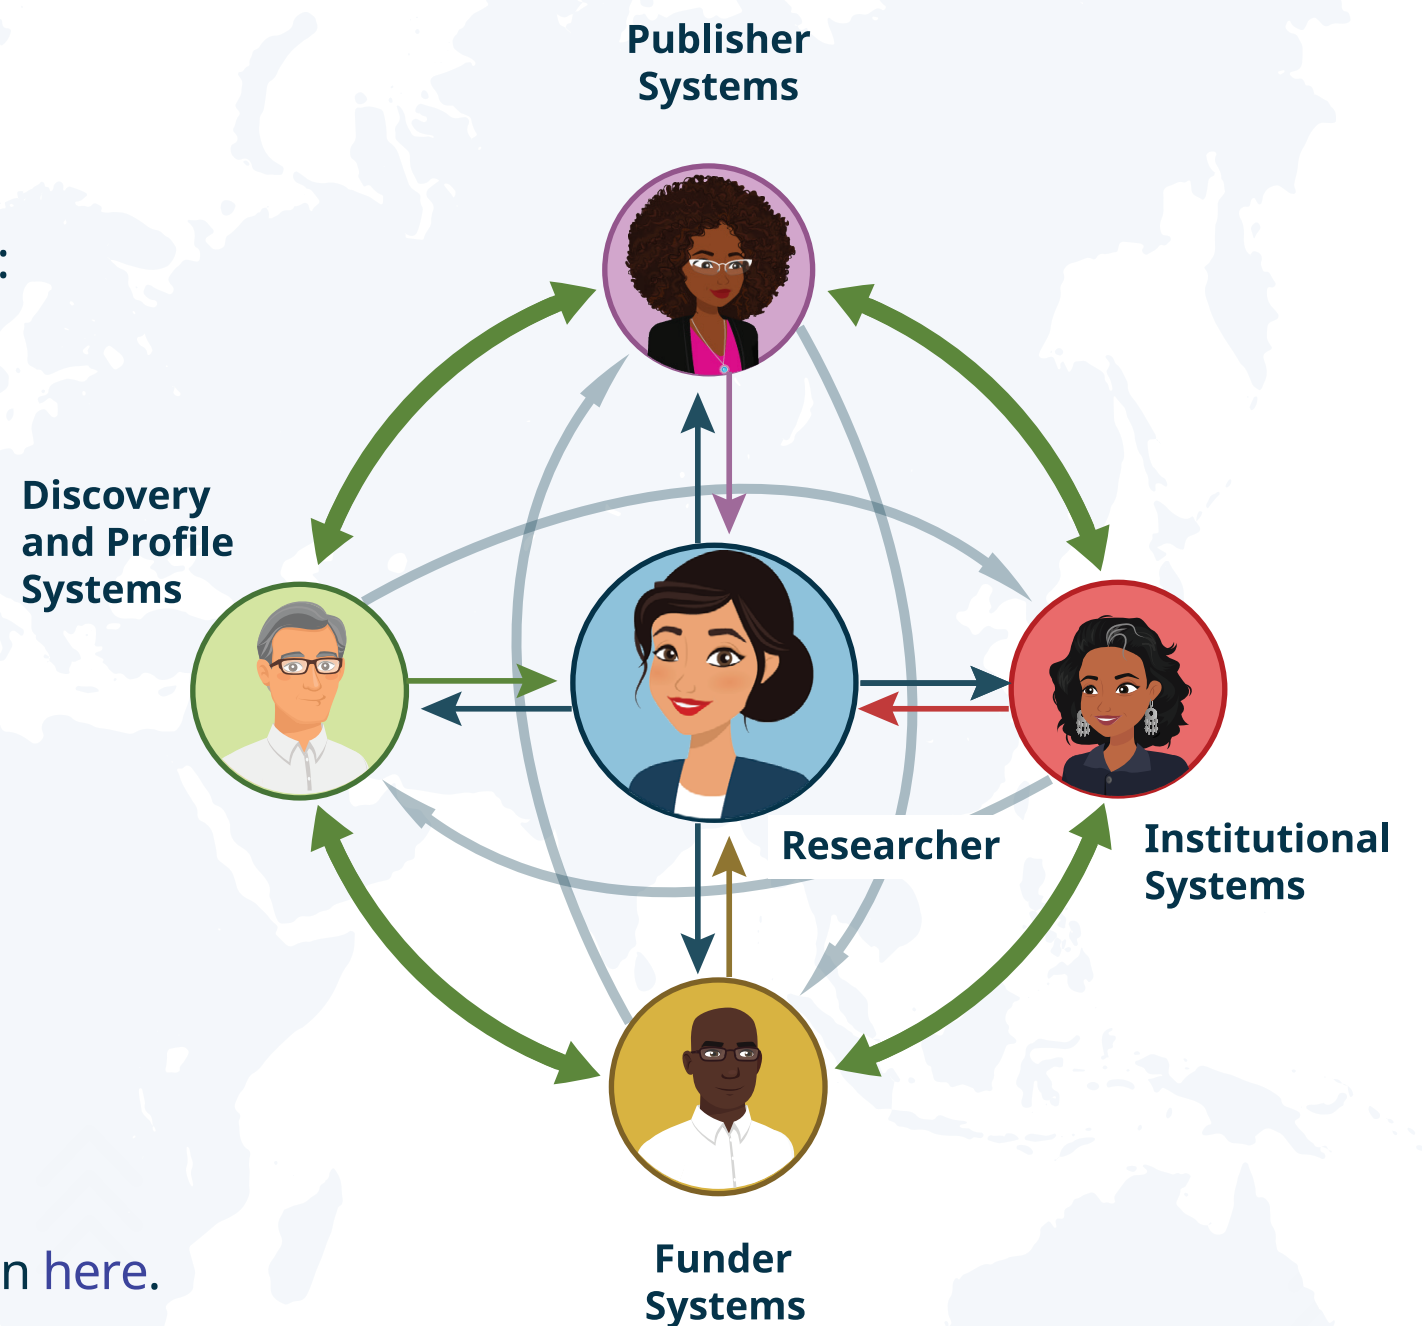 Publisher
Systems
:
Discovery
and Profile
Systems
Researcher
Institutional
Systems
n here.
Funder
Systems